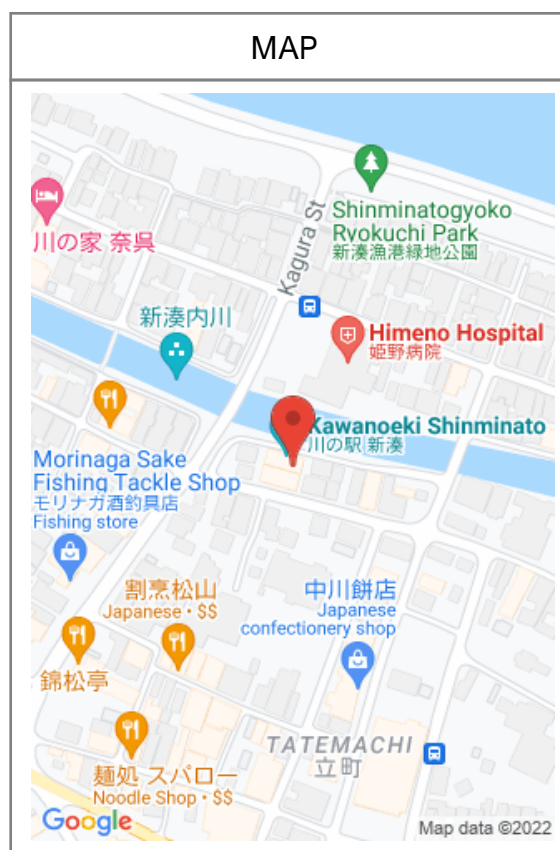 MAP
Kagura St
Shinminatogyoko
Ryokuchi Park
新湊漁港緑地公園
川の家 奈呉
新湊内川
Himeno Hospital
姫野病院
Kawanoeki Shinminato
川の駅 新湊
Morinaga Sake
Fishing Tackle Shop
モリナガ酒釣具店
Fishing store
割烹松山
Japanese・$$
中川餅店
Japanese
confectionery shop
錦松亭
TATEMACHI
立町
麺処 スパロー
Noodle Shop・$$
Google
Map data ©2022